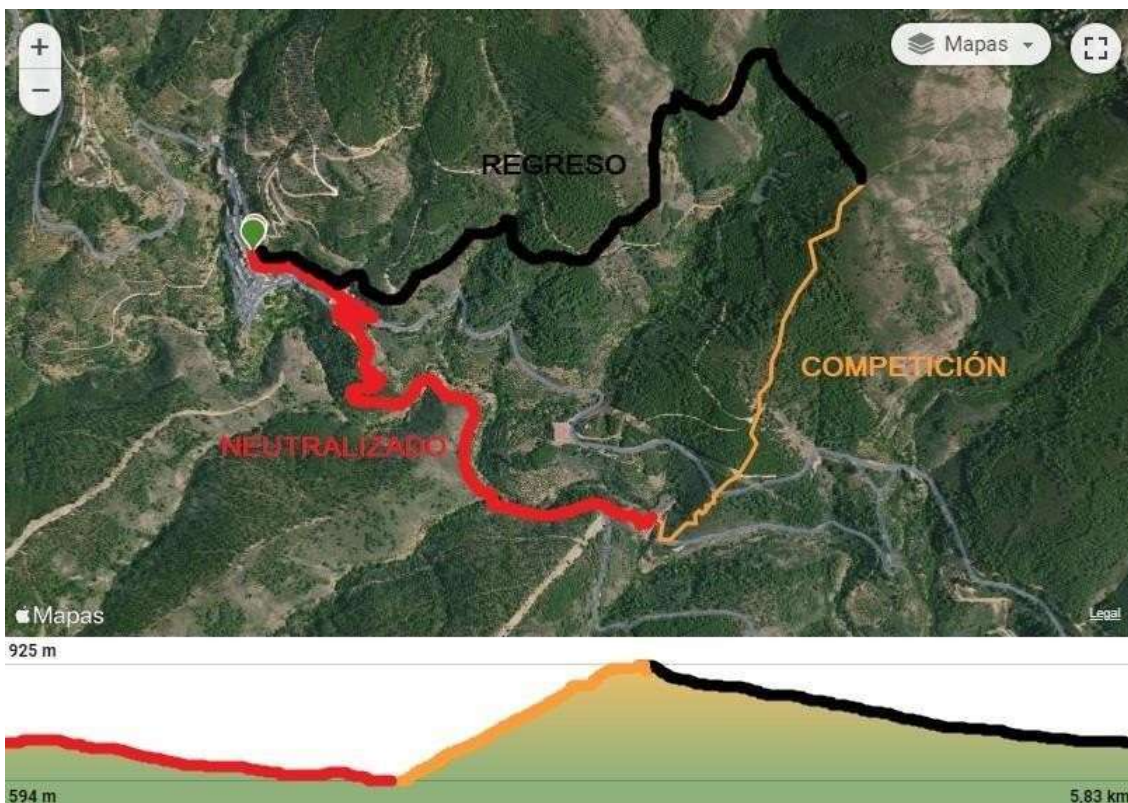 +
−
Mapas
REGRESO
COMPETICIÓN
NEUTRALIZADO
Mapas
Legal
925 m
594 m
5.83 km